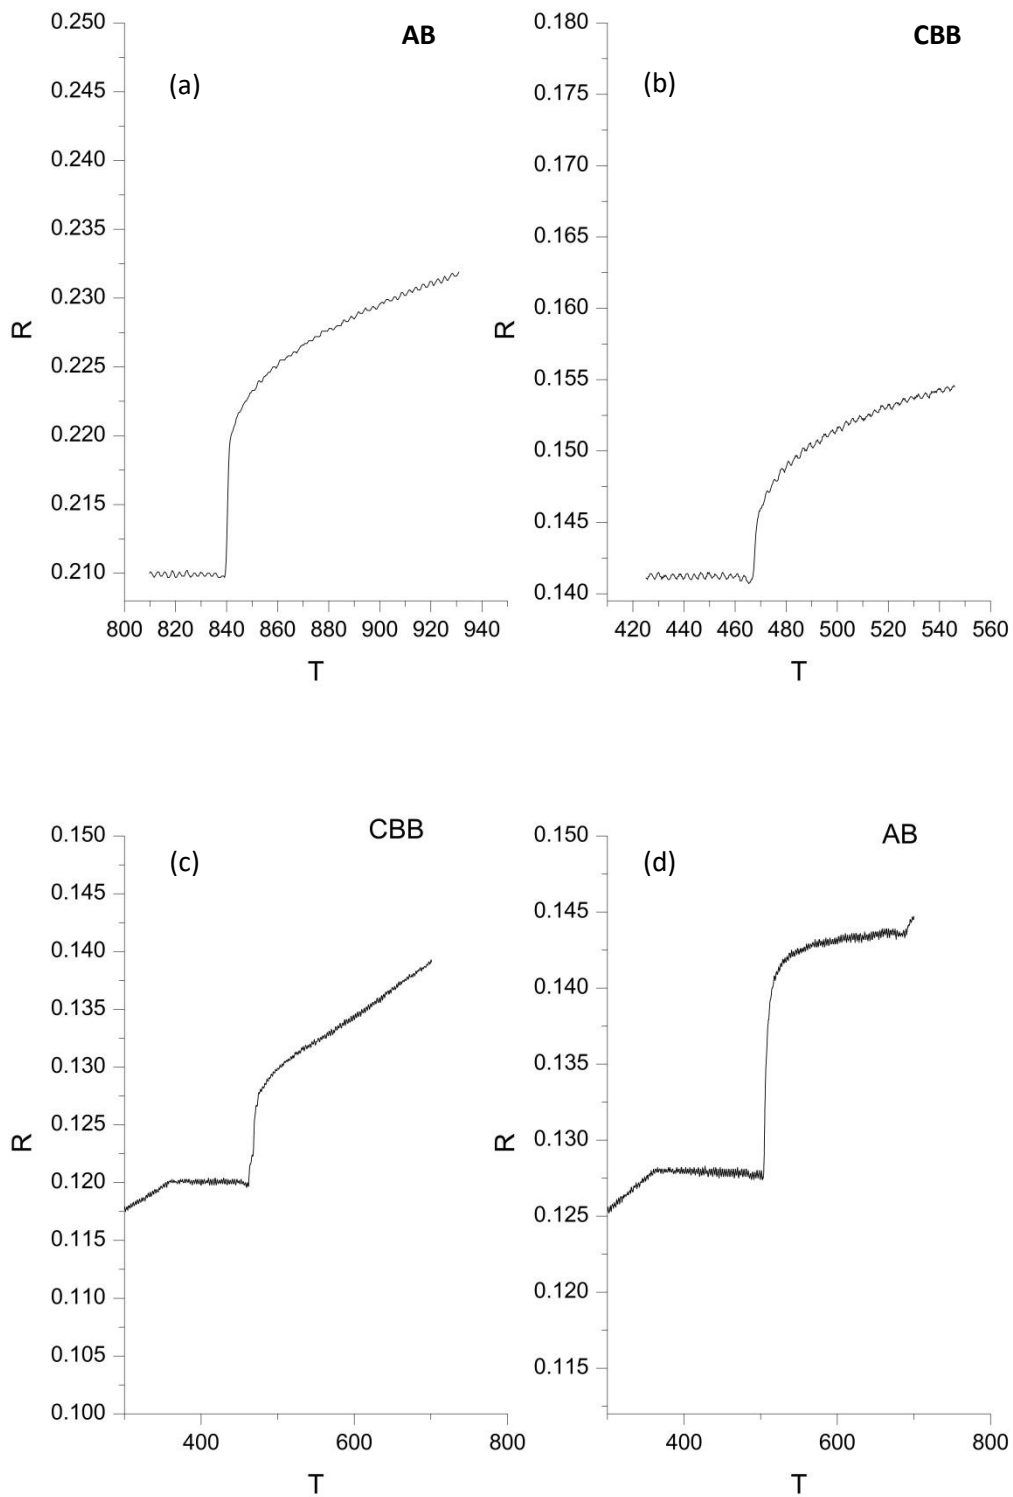 AB
(a)
0.250
0.245
0.240
0.235
0.230
0.225
0.220
0.215
0.210
R
800 820 840 860 880 900 920 940
T
CBB
(b)
0.180
0.175
0.170
0.165
0.160
0.155
0.150
0.145
0.140
R
420 440 460 480 500 520 540 560
T
CBB
(c)
0.150
0.145
0.140
0.135
0.130
0.125
0.120
0.115
0.110
0.105
0.100
R
400 600 800
T
AB
(d)
0.150
0.145
0.140
0.135
0.130
0.125
0.120
0.115
R
400 600 800
T